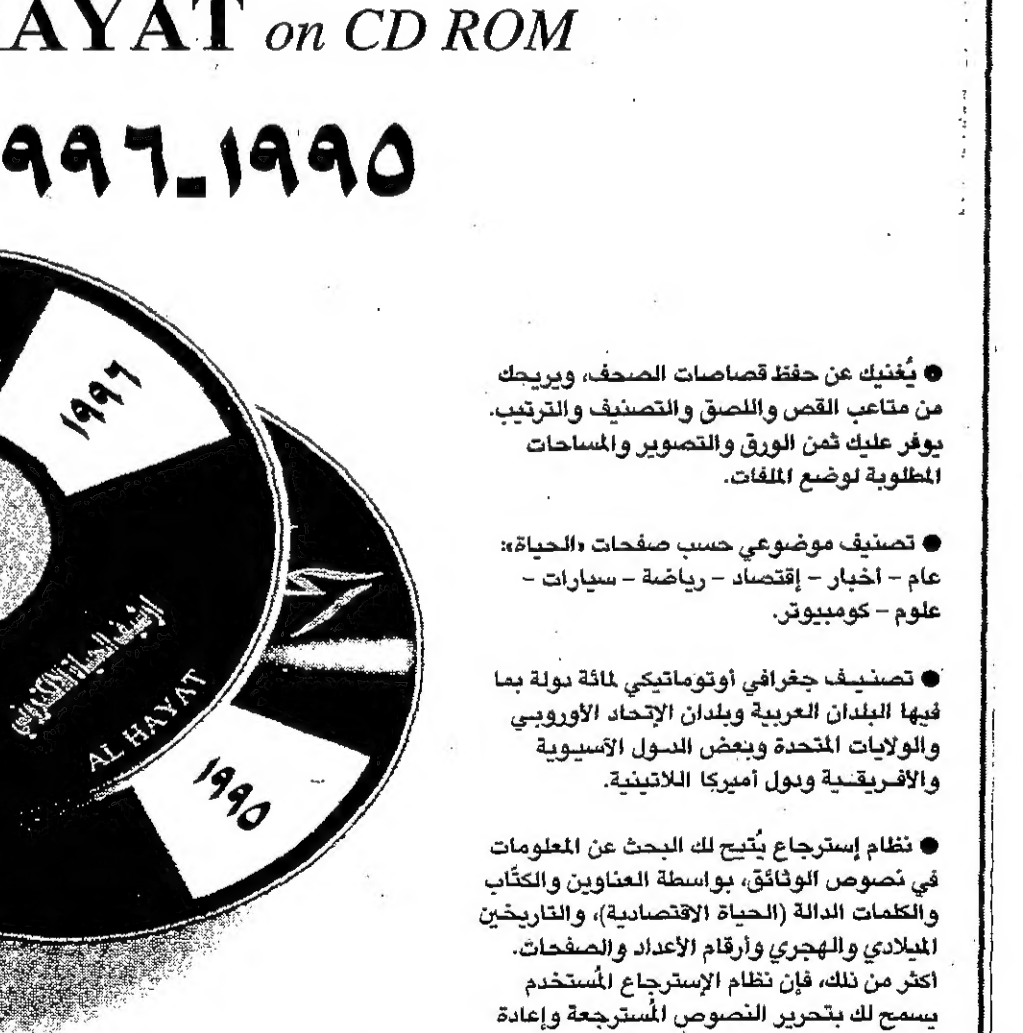 AYAT on CD ROM
٩٩٦-١٩٩٥
١٩٩٦
أرشيف الحياة الإلكتروني
AL HAYAT
١٩٩٥
● يُغنيك عن حفظ قصاصات الصحف، ويريحك
من متاعب القص واللصق والتصنيف والترتيب.
يوفر عليك ثمن الورق والتصوير والمساحات
المطلوبة لوضع الملفات.
● تصنيف موضوعي حسب صفحات «الحياة»:
عام – أخبار – إقتصاد – رياضة – سيارات –
علوم – كومبيوتر.
● تصنيف جغرافي أوتوماتيكي لمائة دولة بما
فيها البلدان العربية وبلدان الإتحاد الأوروبي
والولايات المتحدة وبعض الدول الآسيوية
والأفريقية ودول أميركا اللاتينية.
● نظام إسترجاع يُتيح لك البحث عن المعلومات
في نصوص الوثائق، بواسطة العناوين والكتّاب
والكلمات الدالة (الحياة الاقتصادية)، والتاريخين
الميلادي والهجري وأرقام الأعداد والصفحات.
أكثر من ذلك، فإن نظام الإسترجاع المُستخدم
يسمح لك بتحرير النصوص المُسترجعة وإعادة